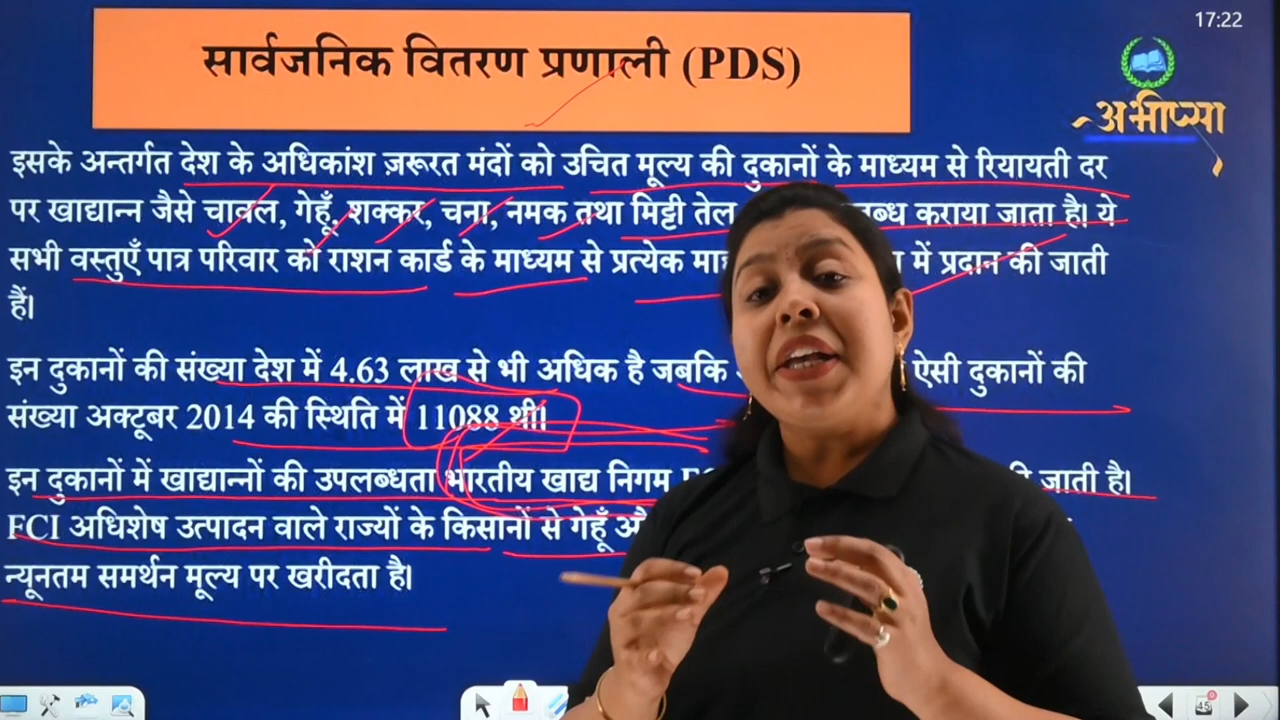 17:22
सार्वजनिक वितरण प्रणाली (PDS)
अभीप्सा
इसके अन्तर्गत देश के अधिकांश ज़रूरत मंदों को उचित मूल्य की दुकानों के माध्यम से रियायती दर
पर खाद्यान्न जैसे चावल, गेहूँ, शक्कर, चना, नमक तथा मिट्टी तेल कराया जाता है। ये
सभी वस्तुएँ पात्र परिवार को राशन कार्ड के माध्यम से प्रत्येक में प्रदान की जाती
हैं।
इन दुकानों की संख्या देश में 4.63 लाख से भी अधिक है जबकि ऐसी दुकानों की
संख्या अक्टूबर 2014 की स्थिति में 11088 थी।
इन दुकानों में खाद्यान्नों की उपलब्धता भारतीय खाद्य निगम जाती है।
FCI अधिशेष उत्पादन वाले राज्यों के किसानों से गेहूँ
न्यूनतम समर्थन मूल्य पर खरीदता है।
45